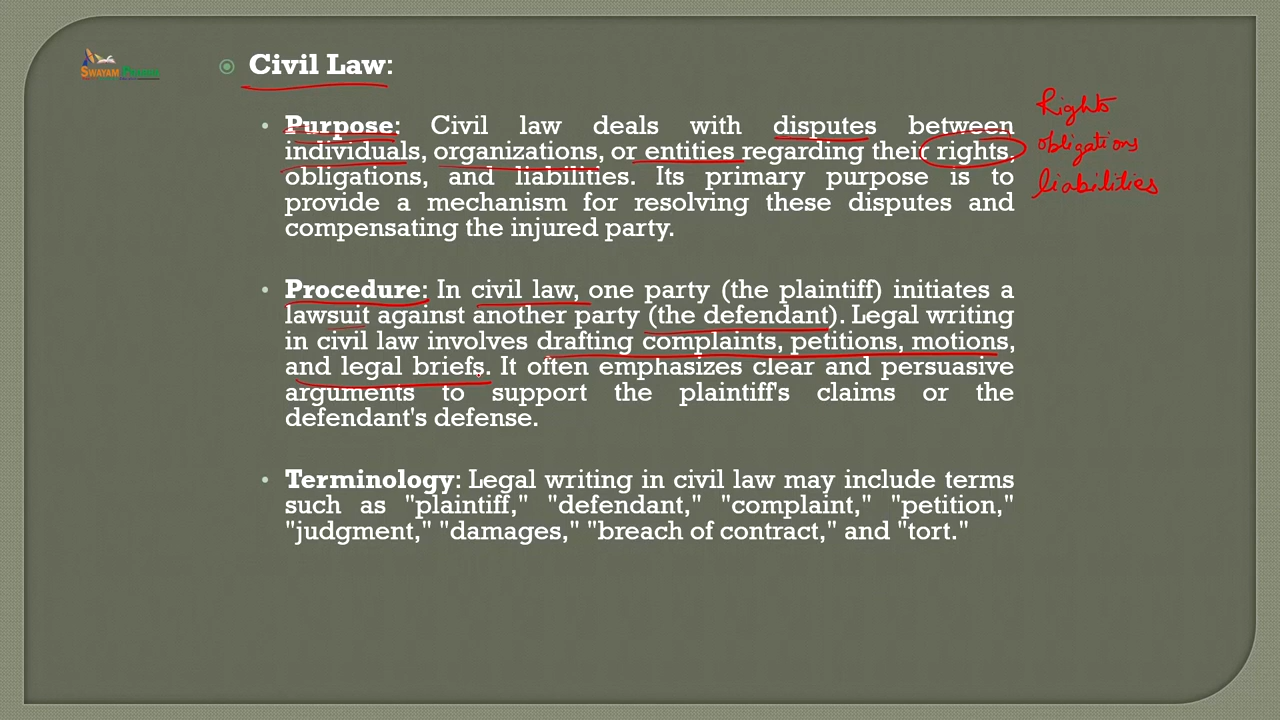 Civil Law:
Purpose: Civil law deals with disputes between
individuals, organizations, or entities regarding their rights,
obligations, and liabilities. Its primary purpose is to
provide a mechanism for resolving these disputes and
compensating the injured party.
Rights
obligations
liabilities
Procedure: In civil law, one party (the plaintiff) initiates a
lawsuit against another party (the defendant). Legal writing
in civil law involves drafting complaints, petitions, motions,
and legal briefs. It often emphasizes clear and persuasive
arguments to support the plaintiff's claims or the
defendant's defense.
Terminology: Legal writing in civil law may include terms
such as "plaintiff," "defendant," "complaint," "petition,"
"judgment," "damages," "breach of contract," and "tort."
SWAYAM